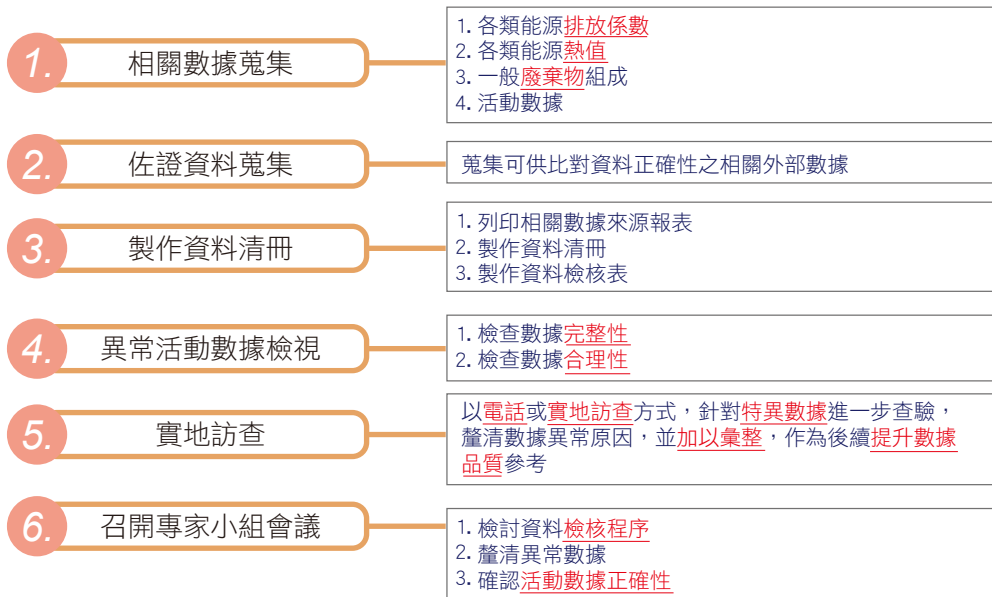 1.
相關數據蒐集
1. 各類能源排放係數
2. 各類能源熱值
3. 一般廢棄物組成
4. 活動數據
2.
佐證資料蒐集
蒐集可供比對資料正確性之相關外部數據
3.
製作資料清冊
1. 列印相關數據來源報表
2. 製作資料清冊
3. 製作資料檢核表
4.
異常活動數據檢視
1. 檢查數據完整性
2. 檢查數據合理性
5.
實地訪查
以電話或實地訪查方式，針對特異數據進一步查驗，
釐清數據異常原因，並加以彙整，作為後續提升數據
品質參考
6.
召開專家小組會議
1. 檢討資料檢核程序
2. 釐清異常數據
3. 確認活動數據正確性